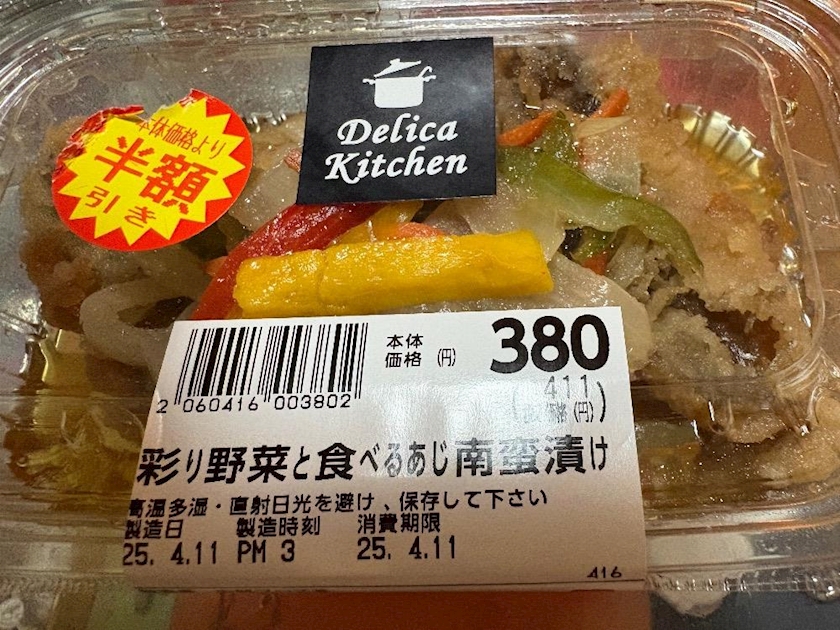 本体価格より
半額
引き
Delica
Kitchen
本体
価格 (円)
380
2 060416 003802
411
(円)
彩り野菜と食べるあじ南蛮漬け
高温多湿・直射日光を避け、保存して下さい
製造日 製造時刻 消費期限
25. 4.11 PM 3 25. 4.11
416